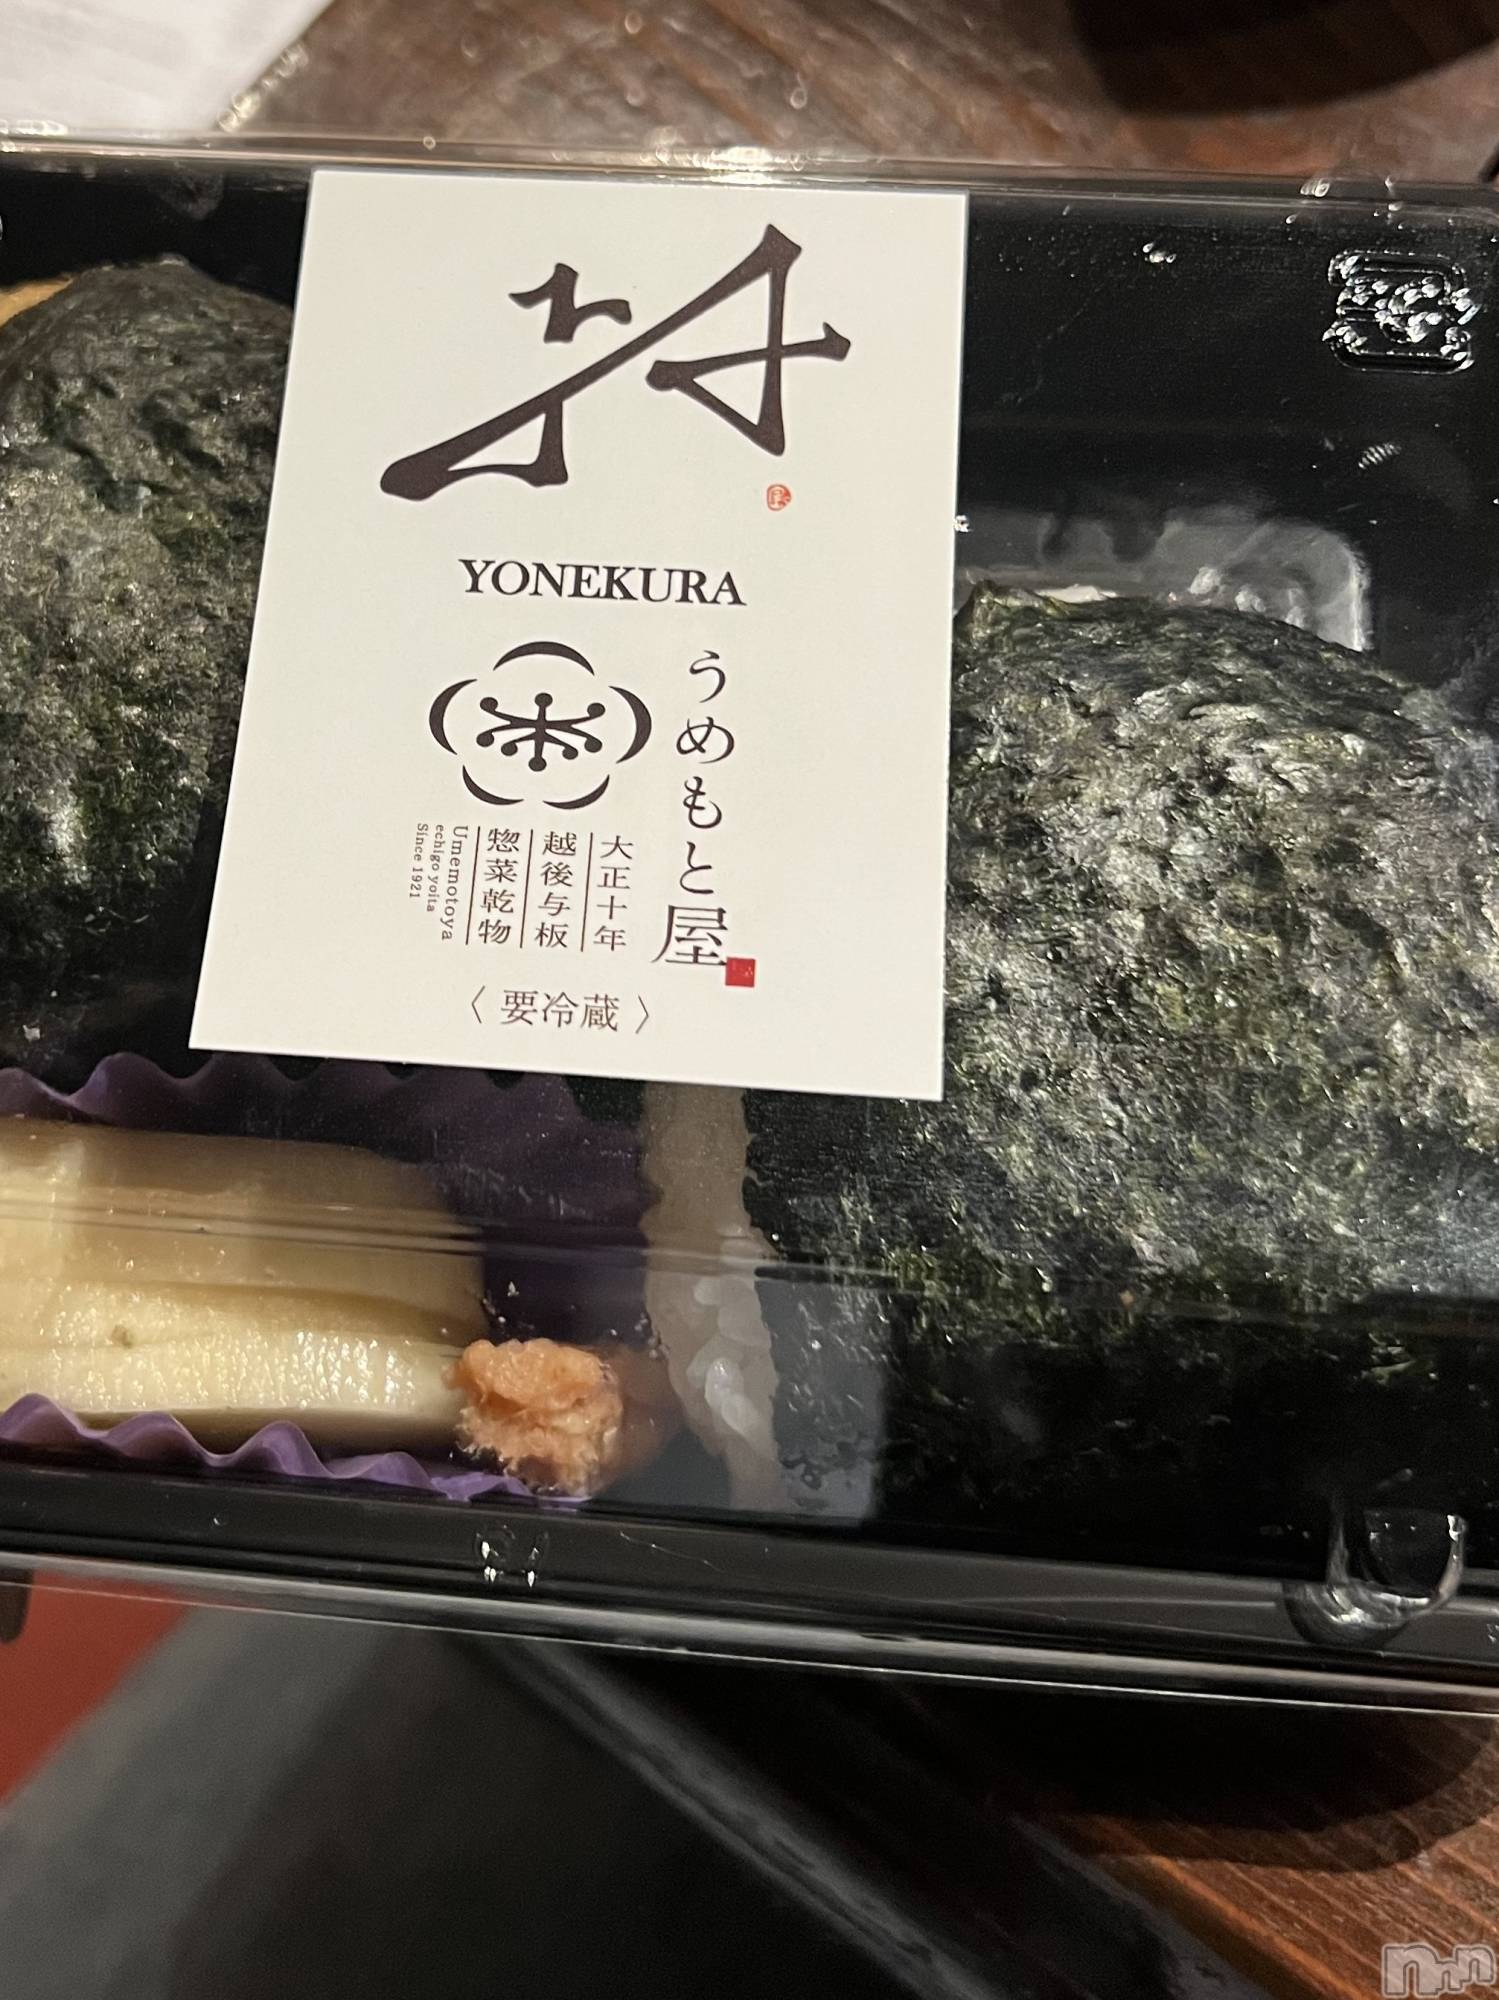 YONEKURA
うめもと屋
大正十年
越後与板
惣菜乾物
Umemotoya
echigo yoita
Since 1921
〈 要冷蔵 〉